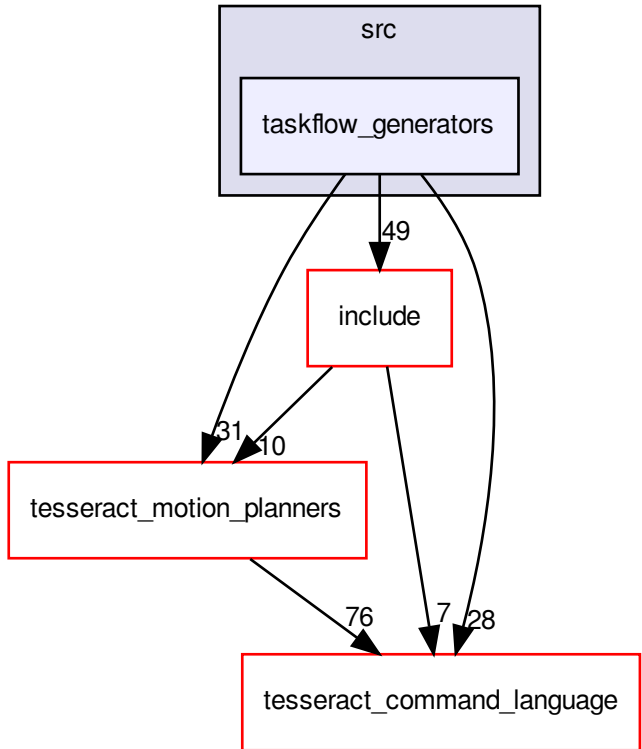 src
taskflow_generators
49
include
31
10
tesseract_motion_planners
76
7
28
tesseract_command_language